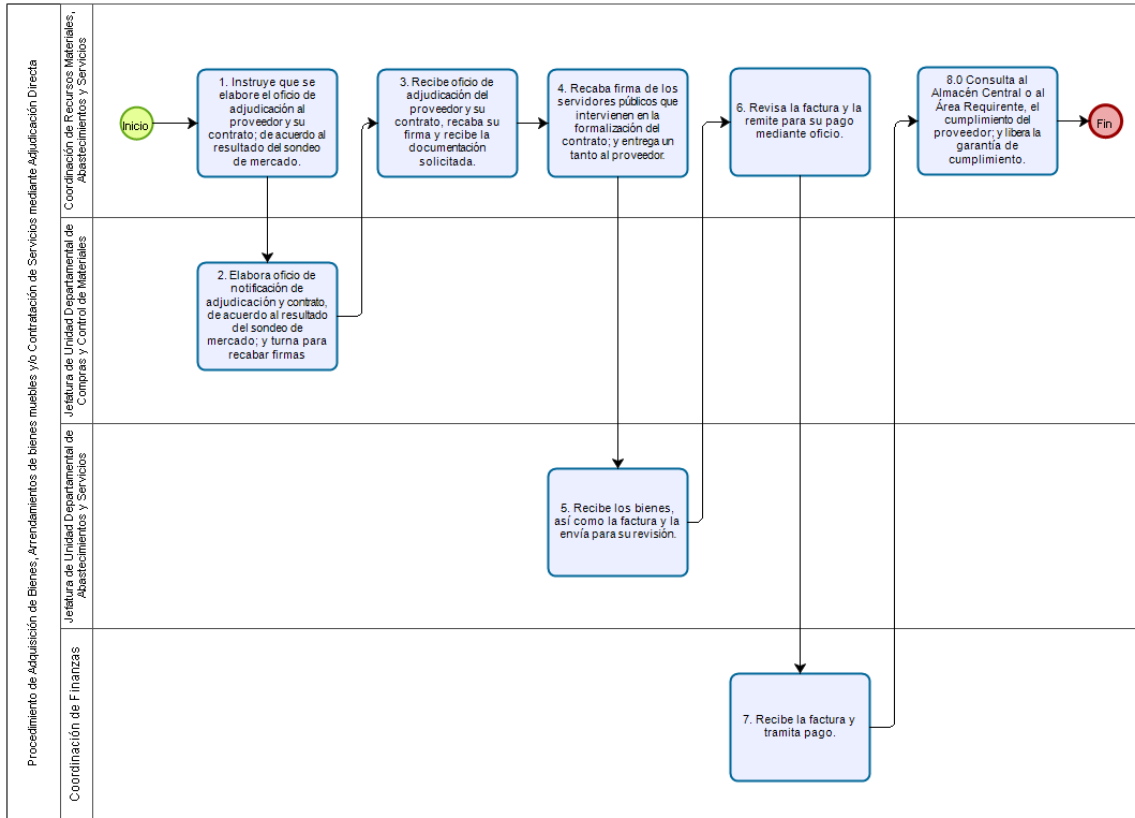 Procedimiento de Adquisición de Bienes, Arrendamientos de bienes muebles y/o Contratación de Servicios mediante Adjudicación Directa
Coordinación de Recursos Materiales,
Abastecimientos y Servicios
Inicio
1. Instruye que se
elabore el oficio de
adjudicación al
proveedor y su
contrato; de acuerdo al
resultado del sondeo
de mercado.
3. Recibe oficio de
adjudicación del
proveedor y su
contrato, recaba su
firma y recibe la
documentación
solicitada.
4. Recaba firma de los
servidores públicos que
intervienen en la
formalización del
contrato; y entrega un
tanto al proveedor.
6. Revisa la factura y la
remite para su pago
mediante oficio.
8.0 Consulta al
Almacén Central o al
Área Requirente, el
cumplimiento del
proveedor; y libera la
garantía de
cumplimiento.
Fin
Jefatura de Unidad Departamental de
Compras y Control de Materiales
2. Elabora oficio de
notificación de
adjudicación y contrato,
de acuerdo al resultado
del sondeo de
mercado; y turna para
recabar firmas
Jefatura de Unidad Departamental de
Abastecimientos y Servicios
5. Recibe los bienes,
así como la factura y la
envía para su revisión.
Coordinación de Finanzas
7. Recibe la factura y
tramita pago.